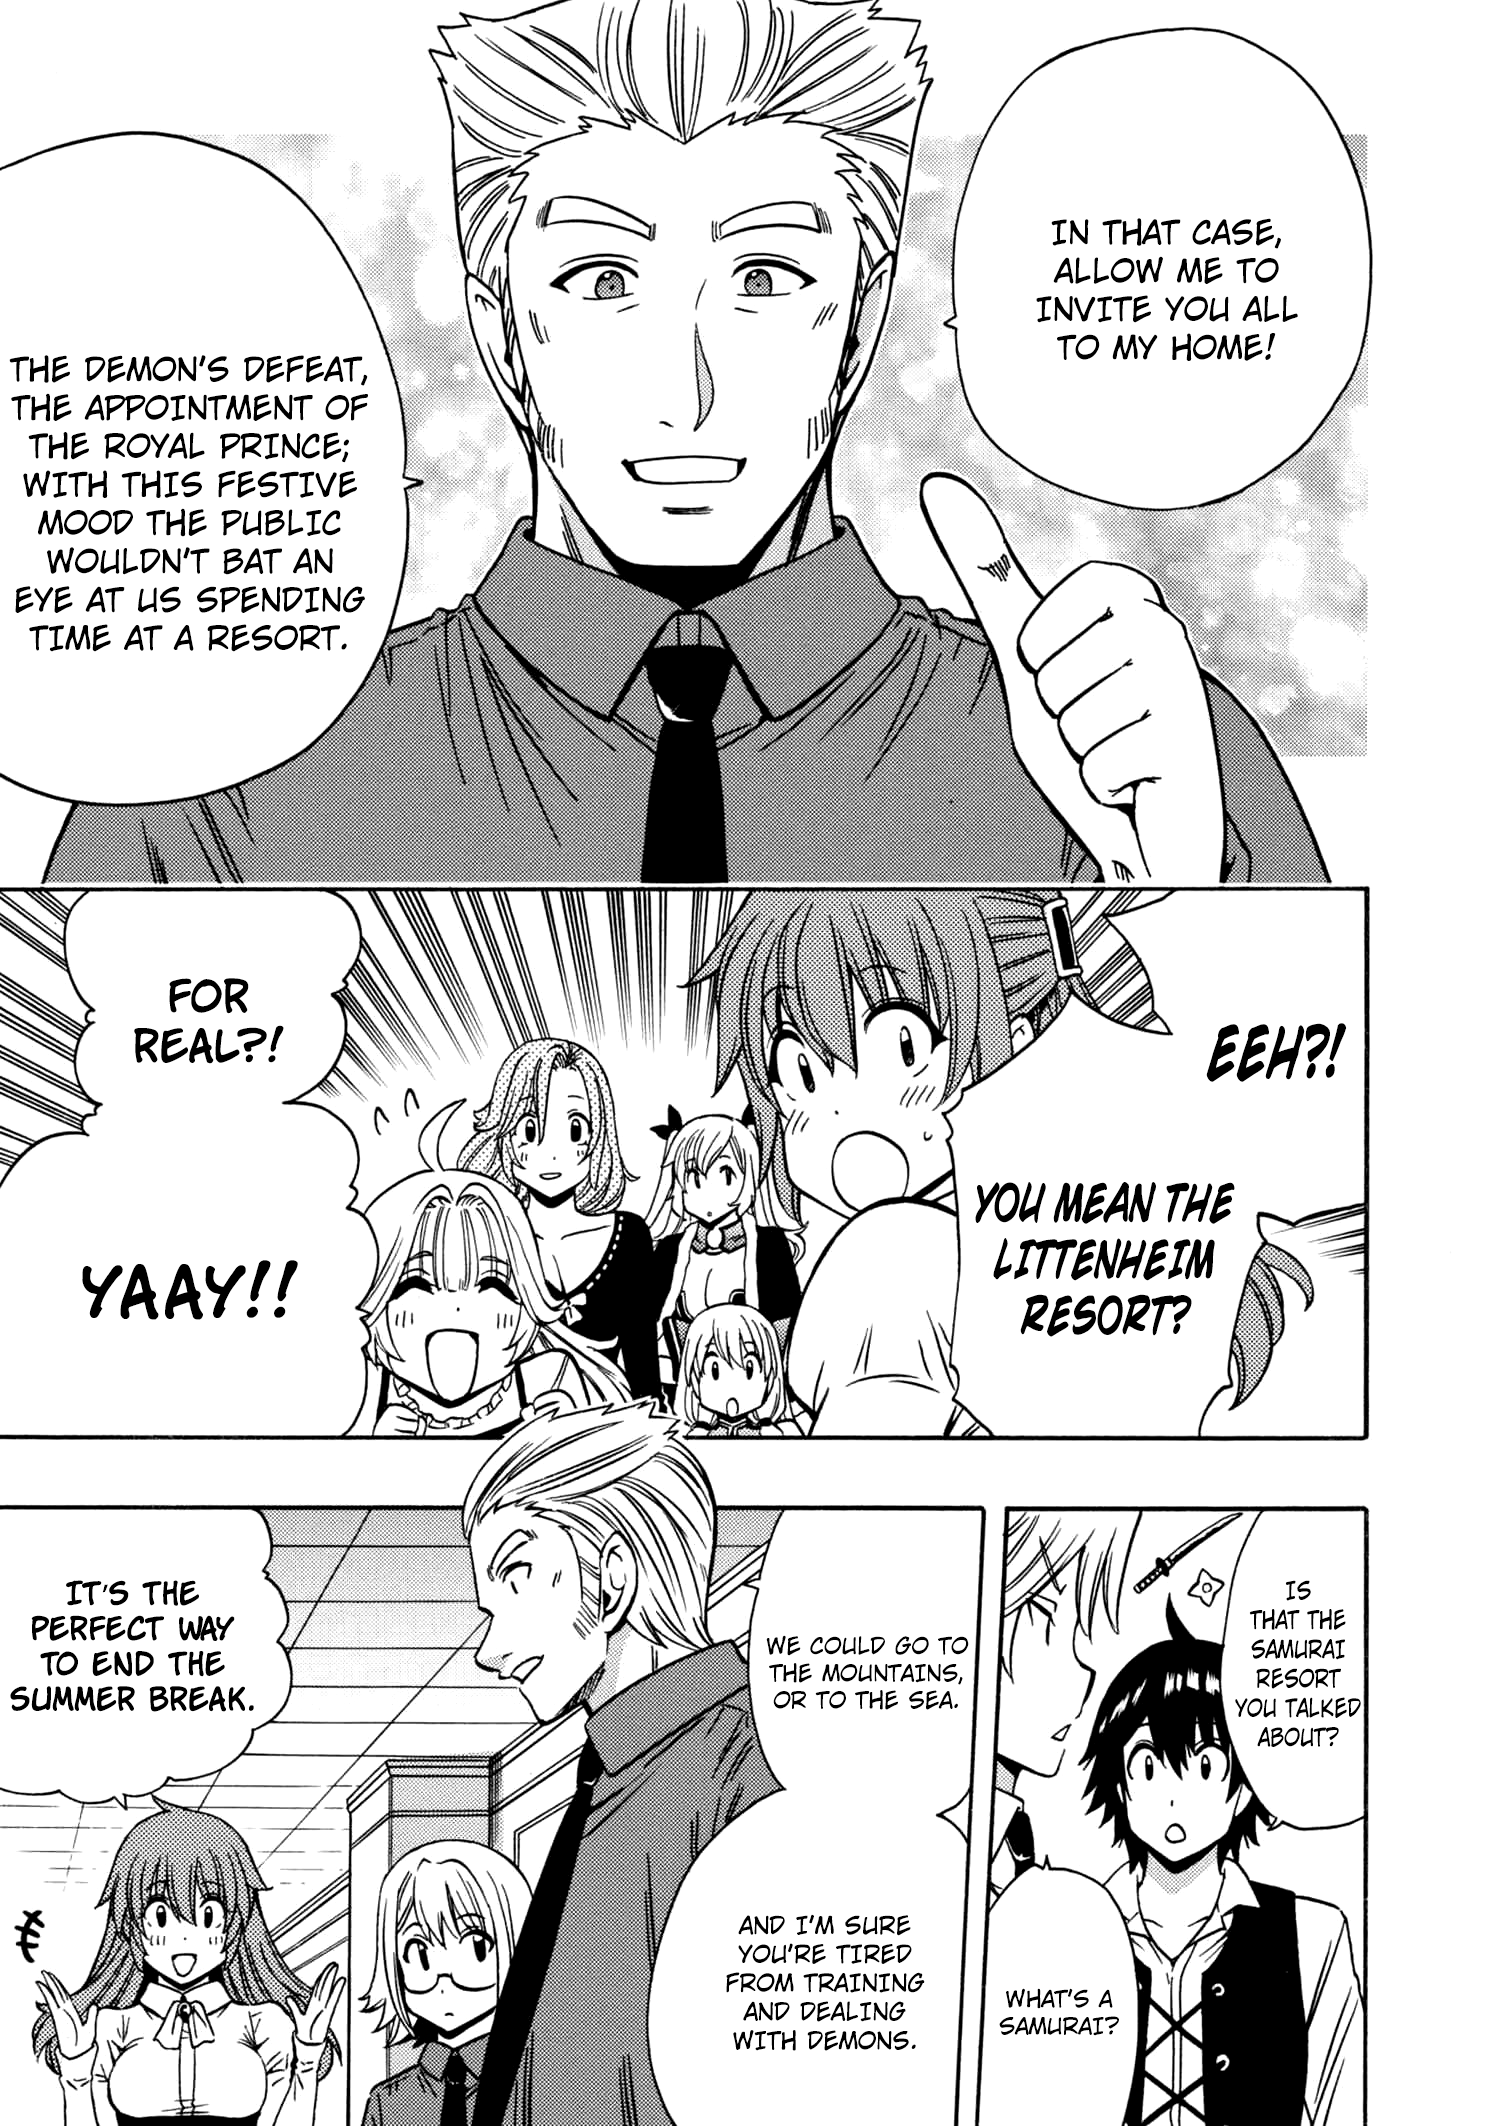 IN THAT CASE,
ALLOW ME TO
INVITE YOU ALL
TO MY HOME!
THE DEMON'S DEFEAT,
THE APPOINTMENT OF
THE ROYAL PRINCE;
WITH THIS FESTIVE
MOOD THE PUBLIC
WOULDN'T BAT AN
EYE AT US SPENDING
TIME AT A RESORT.
EEH?!
YOU MEAN THE
LITTENHEIM
RESORT?
FOR
REAL?!
YAAY!!
IS
THAT THE
SAMURAI
RESORT
YOU TALKED
ABOUT?
WHAT'S A
SAMURAI?
WE COULD GO TO
THE MOUNTAINS,
OR TO THE SEA.
AND I'M SURE
YOU'RE TIRED
FROM TRAINING
AND DEALING
WITH DEMONS.
IT'S THE
PERFECT WAY
TO END THE
SUMMER BREAK.